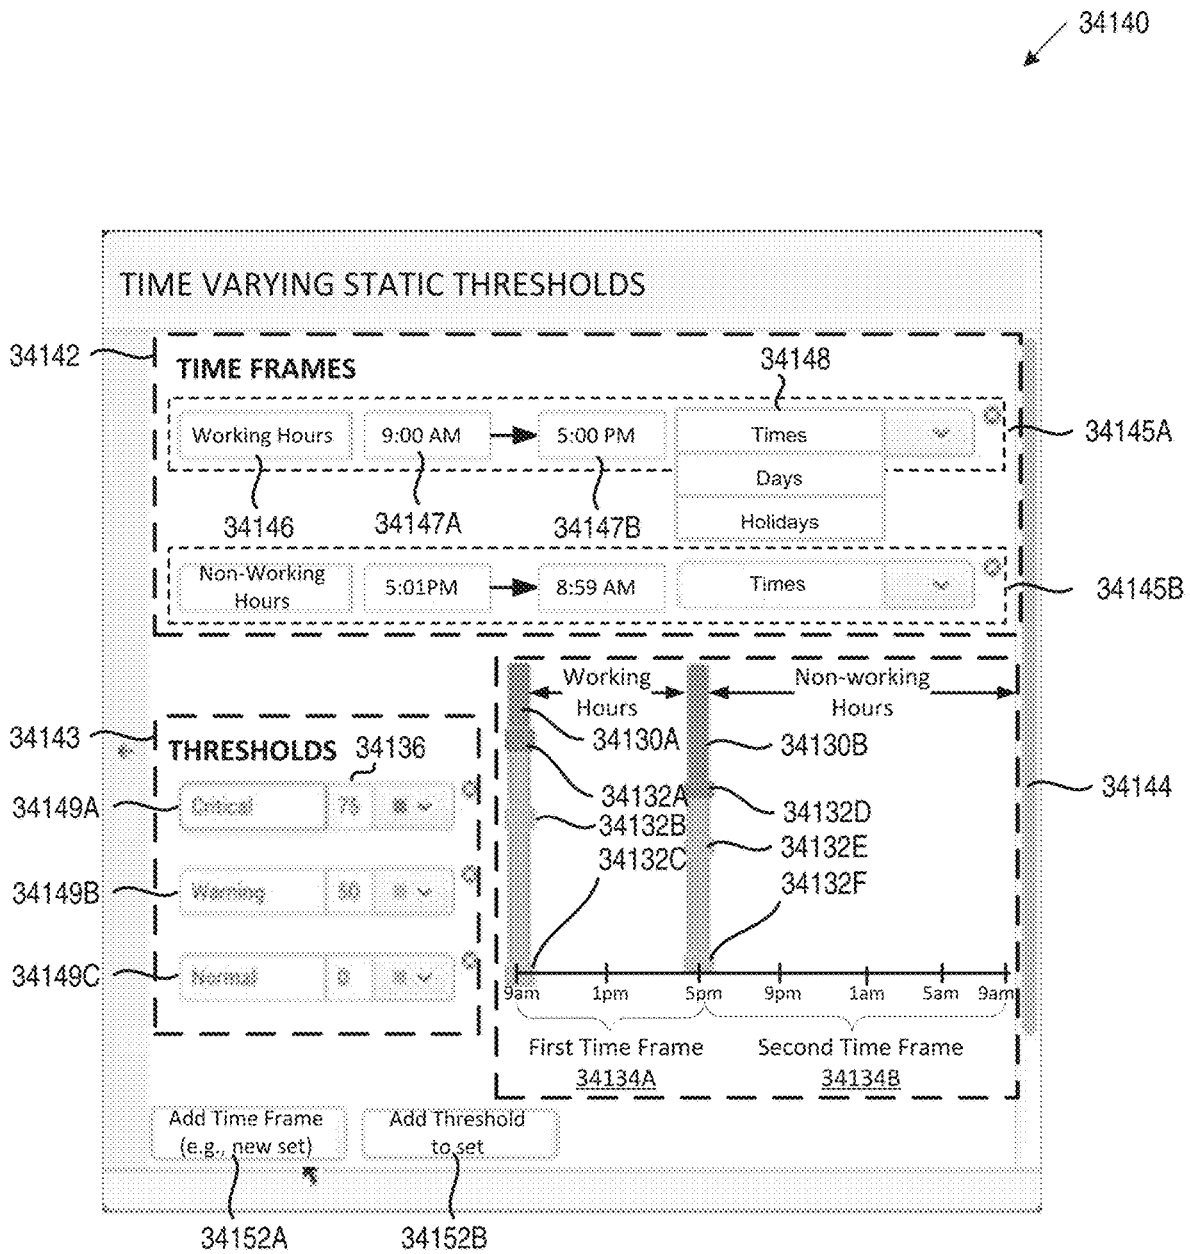 34140
TIME VARYING STATIC THRESHOLDS
34142
TIME FRAMES
34148
Working Hours
9:00 AM
5:00 PM
Times
34145A
Days
Holidays
34146
34147A
34147B
Non-Working
Hours
5:01PM
8:59 AM
Times
34145B
34143
THRESHOLDS
34136
34149A
Critical
75
34149B
Warning
50
34149C
Normal
0
Working
Hours
Non-working
Hours
34130A
34130B
34132A
34132B
34132C
34132D
34132E
34132F
34144
9am
1pm
5pm
9pm
1am
5am
9am
First Time Frame
34134A
Second Time Frame
34134B
Add Time Frame
(e.g., new set)
Add Threshold
to set
34152A
34152B